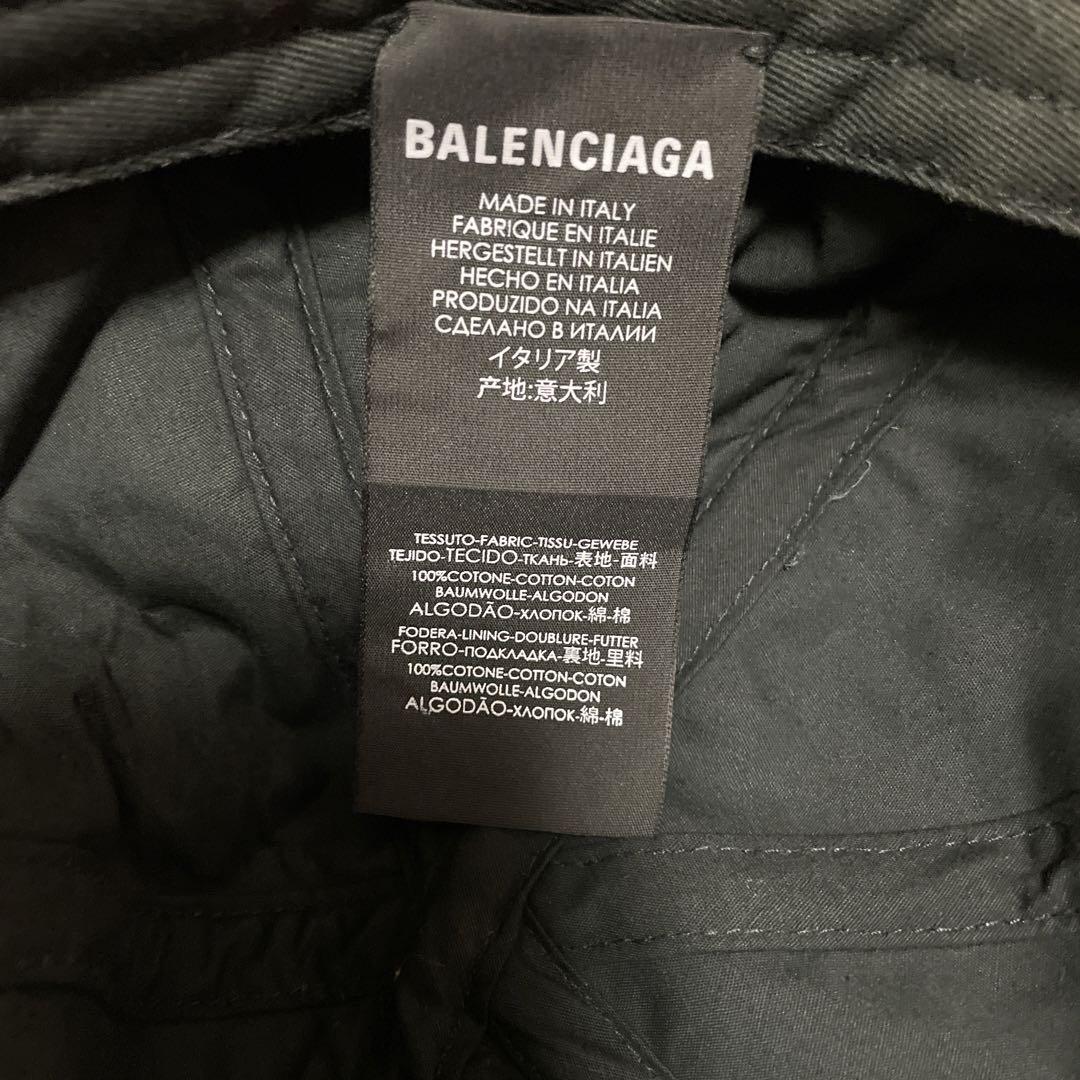 BALENCIAGA
MADE IN ITALY
FABRIQUE EN ITALIE
HERGESTELLT IN ITALIEN
HECHO EN ITALIA
PRODUZIDO NA ITALIA
СДЕЛАНО В ИТАЛИИ
イタリア製
产地:意大利
TESSUTO-FABRIC-TISSU-GEWEBE
TEJIDO-TECIDO-ТКАНЬ-表地-面料
100%COTONE-COTTON-COTON
BAUMWOLLE-ALGODON
ALGODÃO-ХЛОПОК-綿-棉
FODERA-LINING-DOUBLURE-FUTTER
FORRO-ПОДКЛАДКА-裏地-里料
100%COTONE-COTTON-COTON
BAUMWOLLE-ALGODON
ALGODÃO-ХЛОПОК-綿-棉